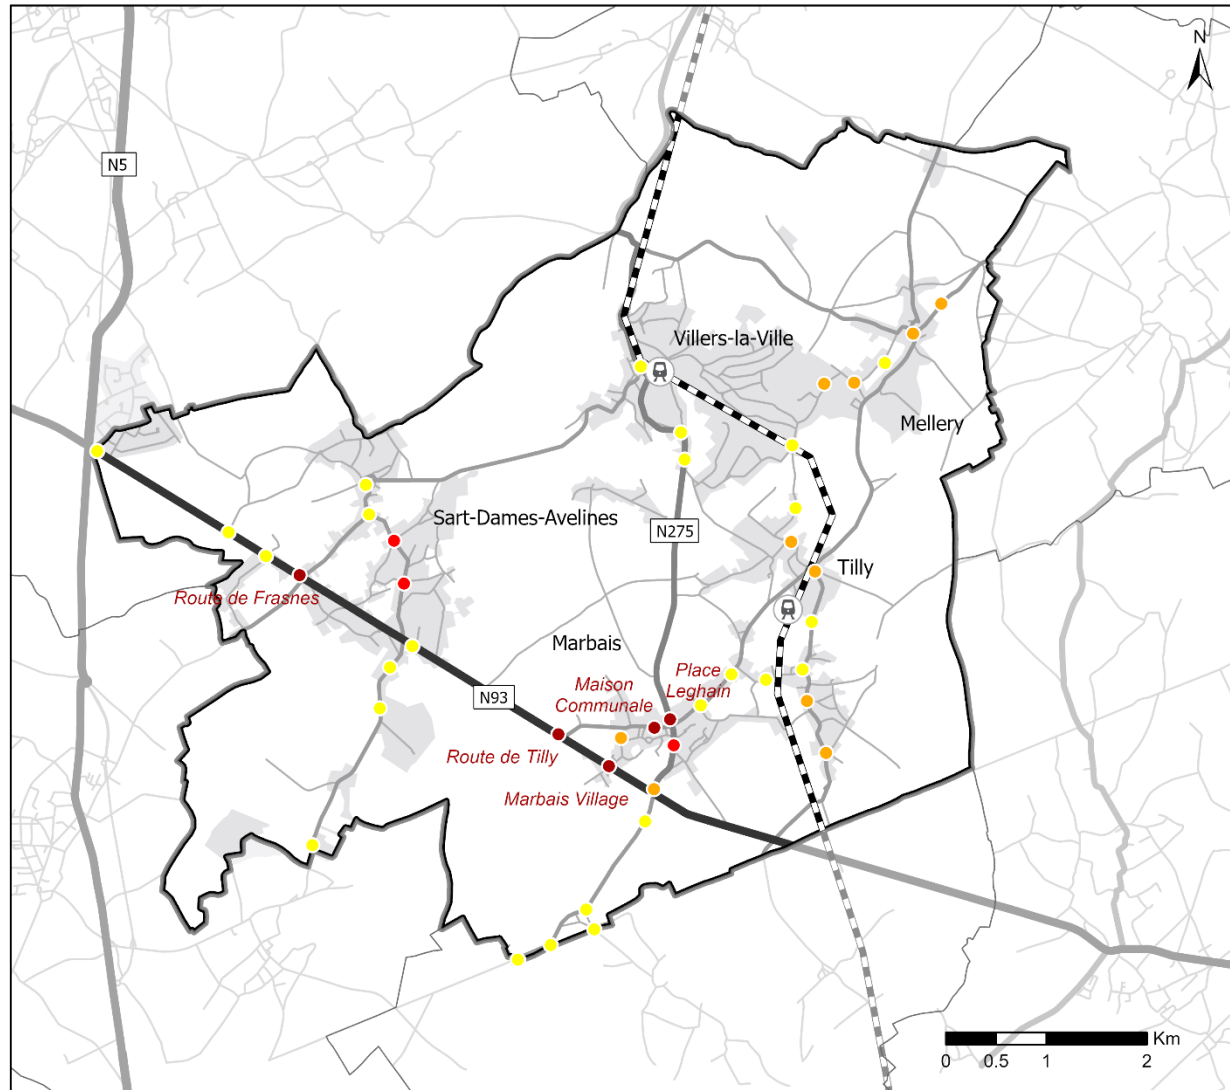 N
N5
Villers-la-Ville
Mellery
Sart-Dames-Avelines
N275
Tilly
Route de Frasnes
Marbais
Place
Leghain
Maison
Communale
N93
Route de Tilly
Marbais Village
Km
0 0.5 1 2